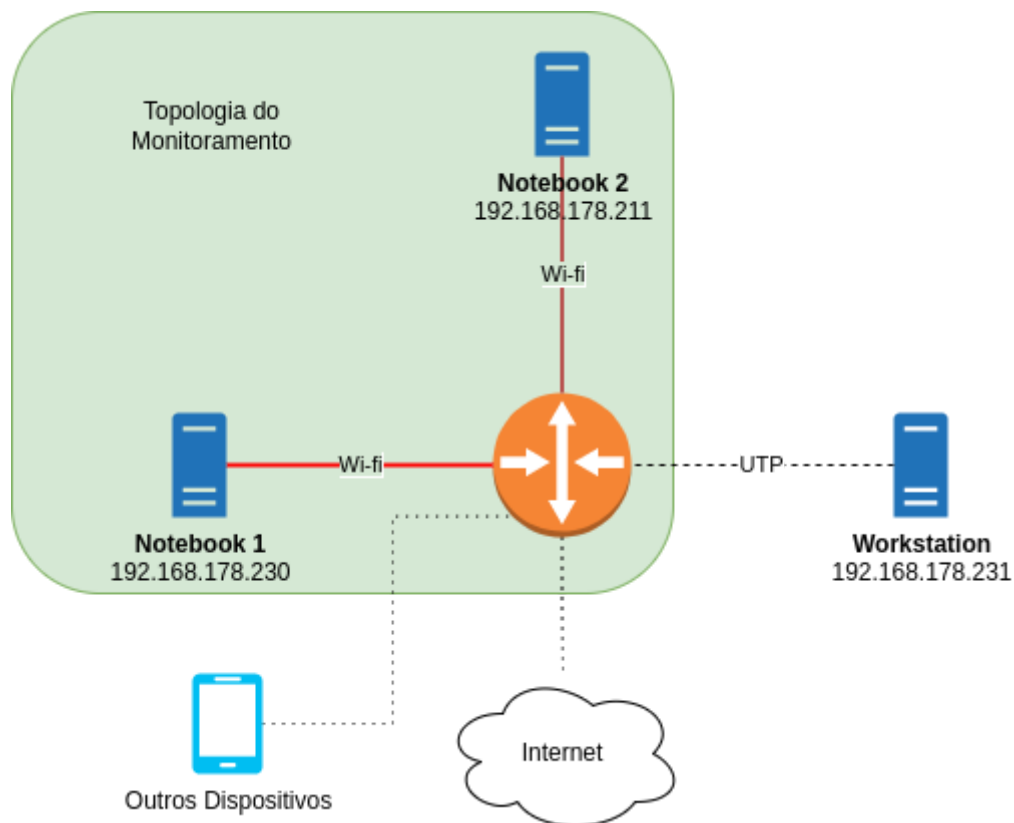 Topologia do
Monitoramento
Notebook 2
192.168.178.211
Wi-fi
Wi-fi
UTP
Notebook 1
192.168.178.230
Workstation
192.168.178.231
Internet
Outros Dispositivos